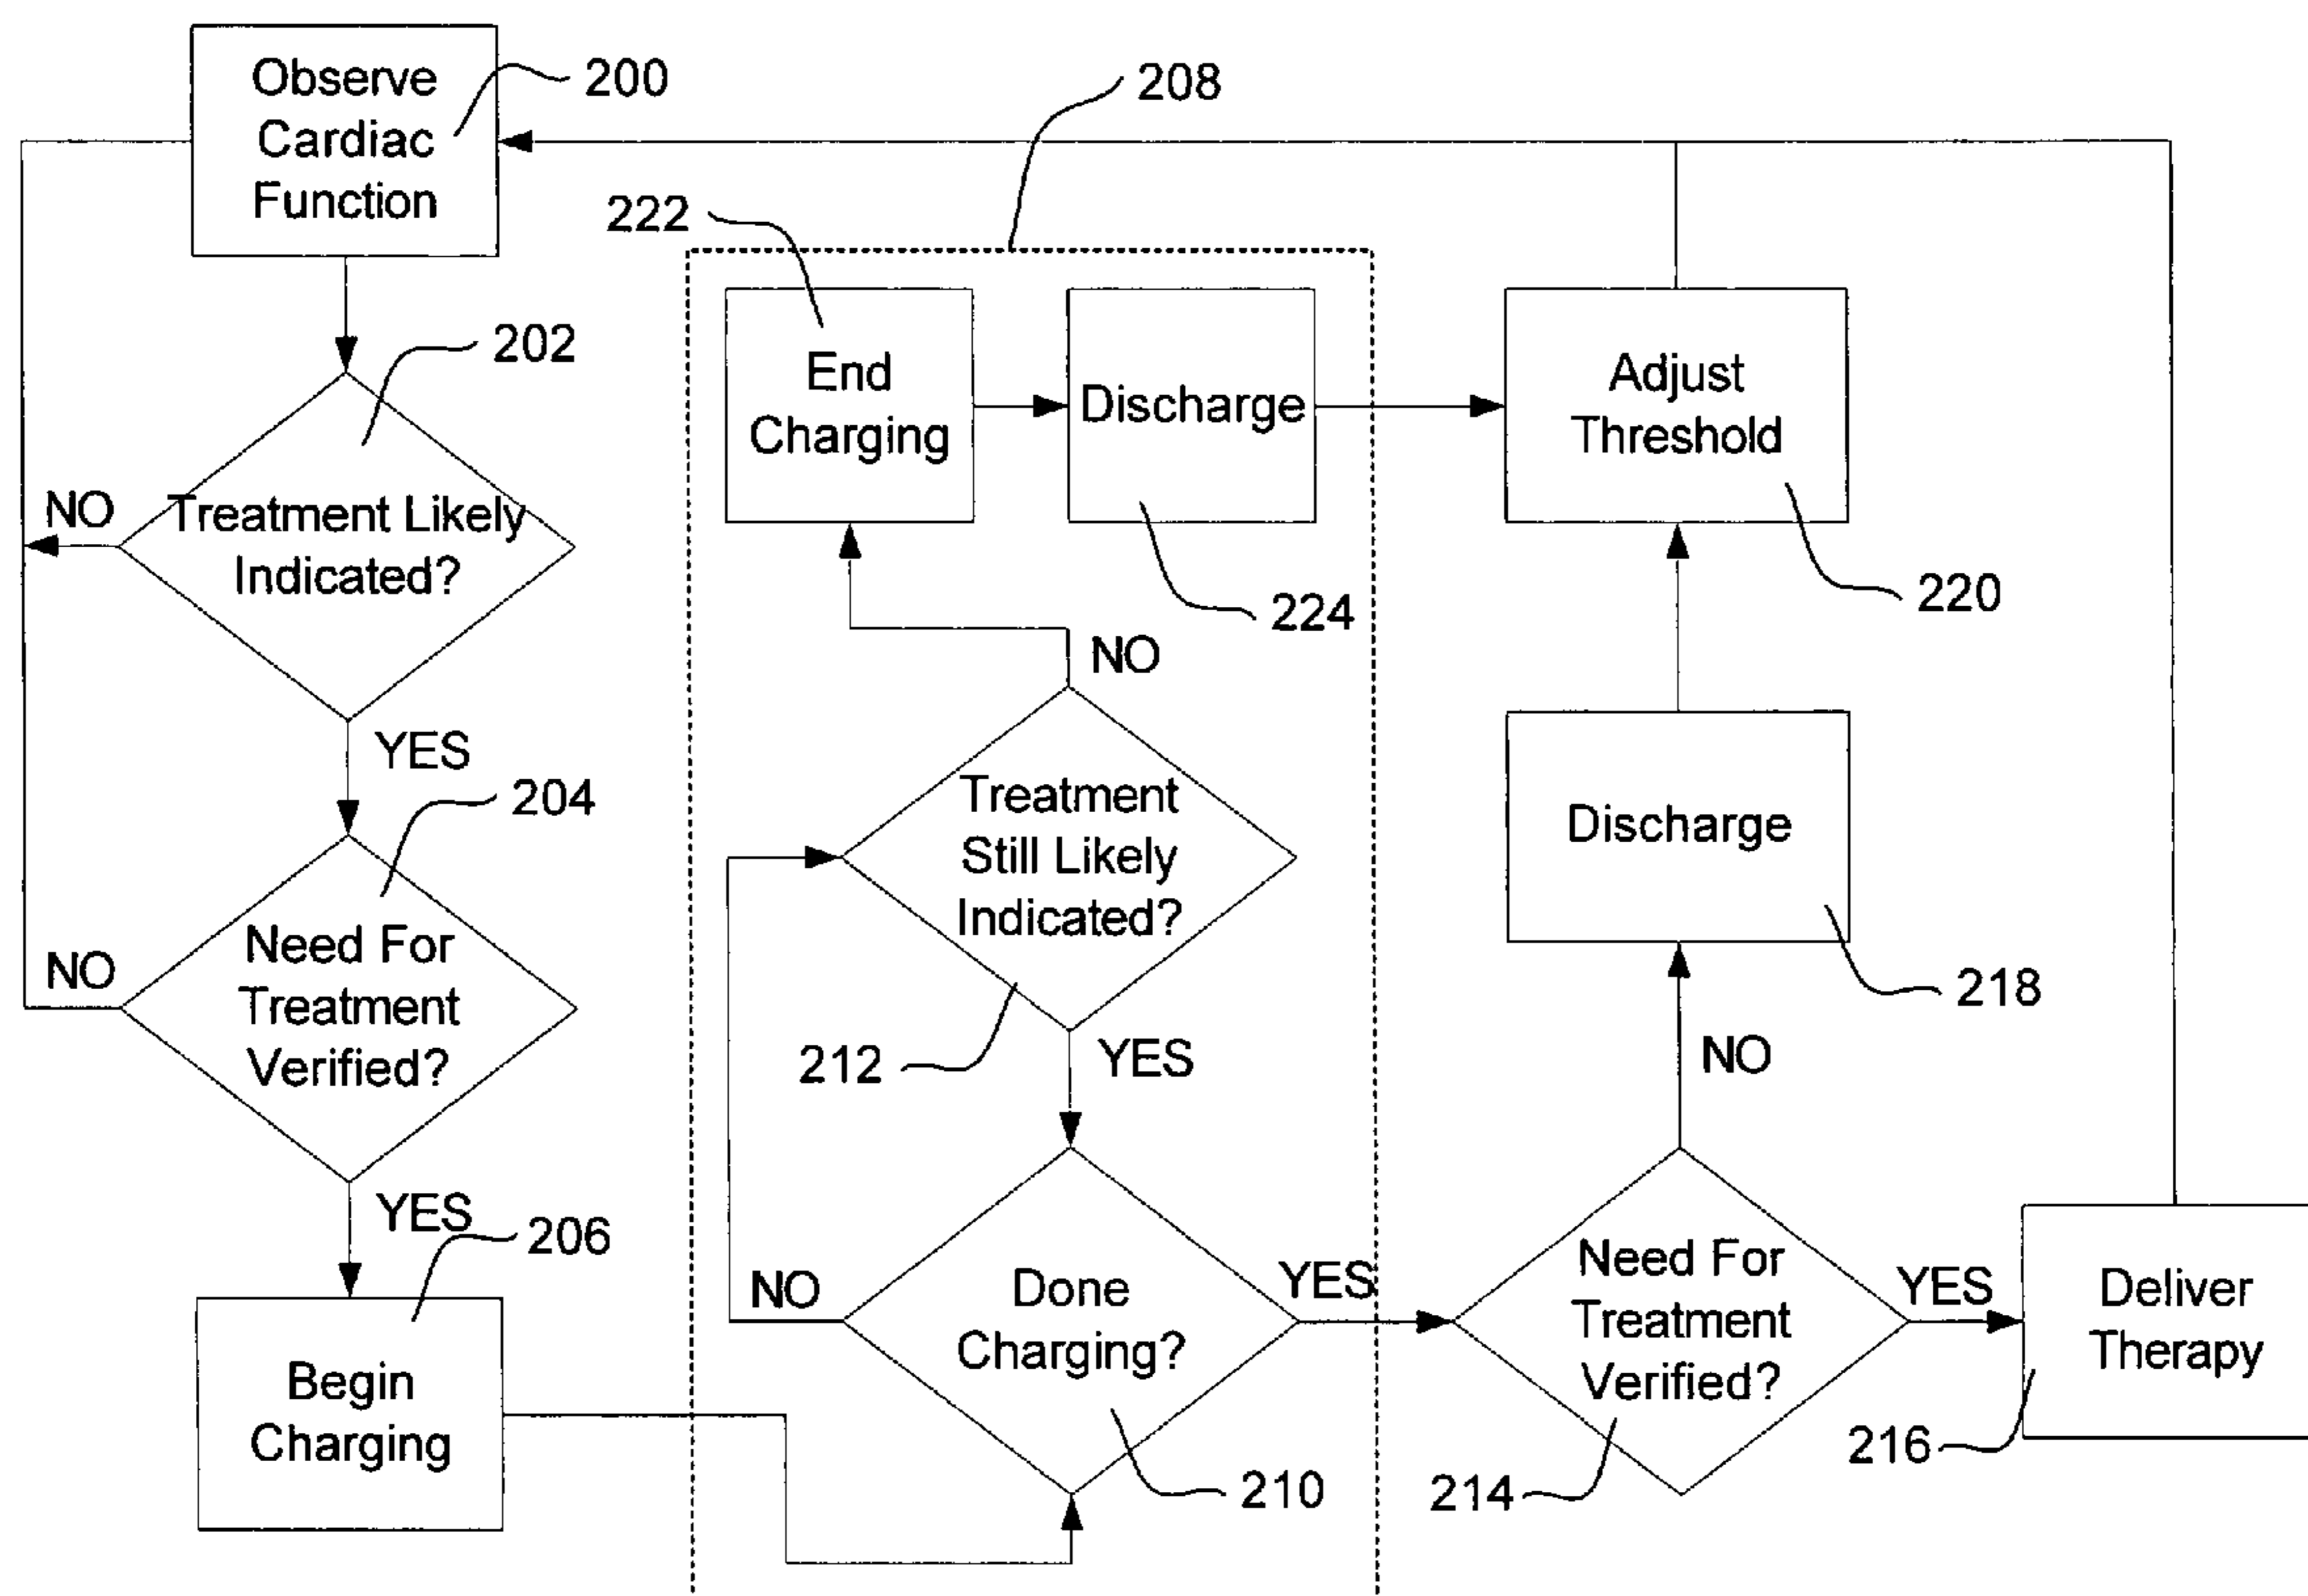 Observe
Cardiac
Function
200
208
222
202
Treatment Likely
Indicated?
NO
YES
204
Need For
Treatment
Verified?
NO
YES
206
Begin
Charging
End
Charging
Discharge
224
NO
Treatment
Still Likely
Indicated?
212
YES
Done
Charging?
NO
YES
210
Adjust
Threshold
220
Discharge
218
NO
Need For
Treatment
Verified?
214
YES
Deliver
Therapy
216